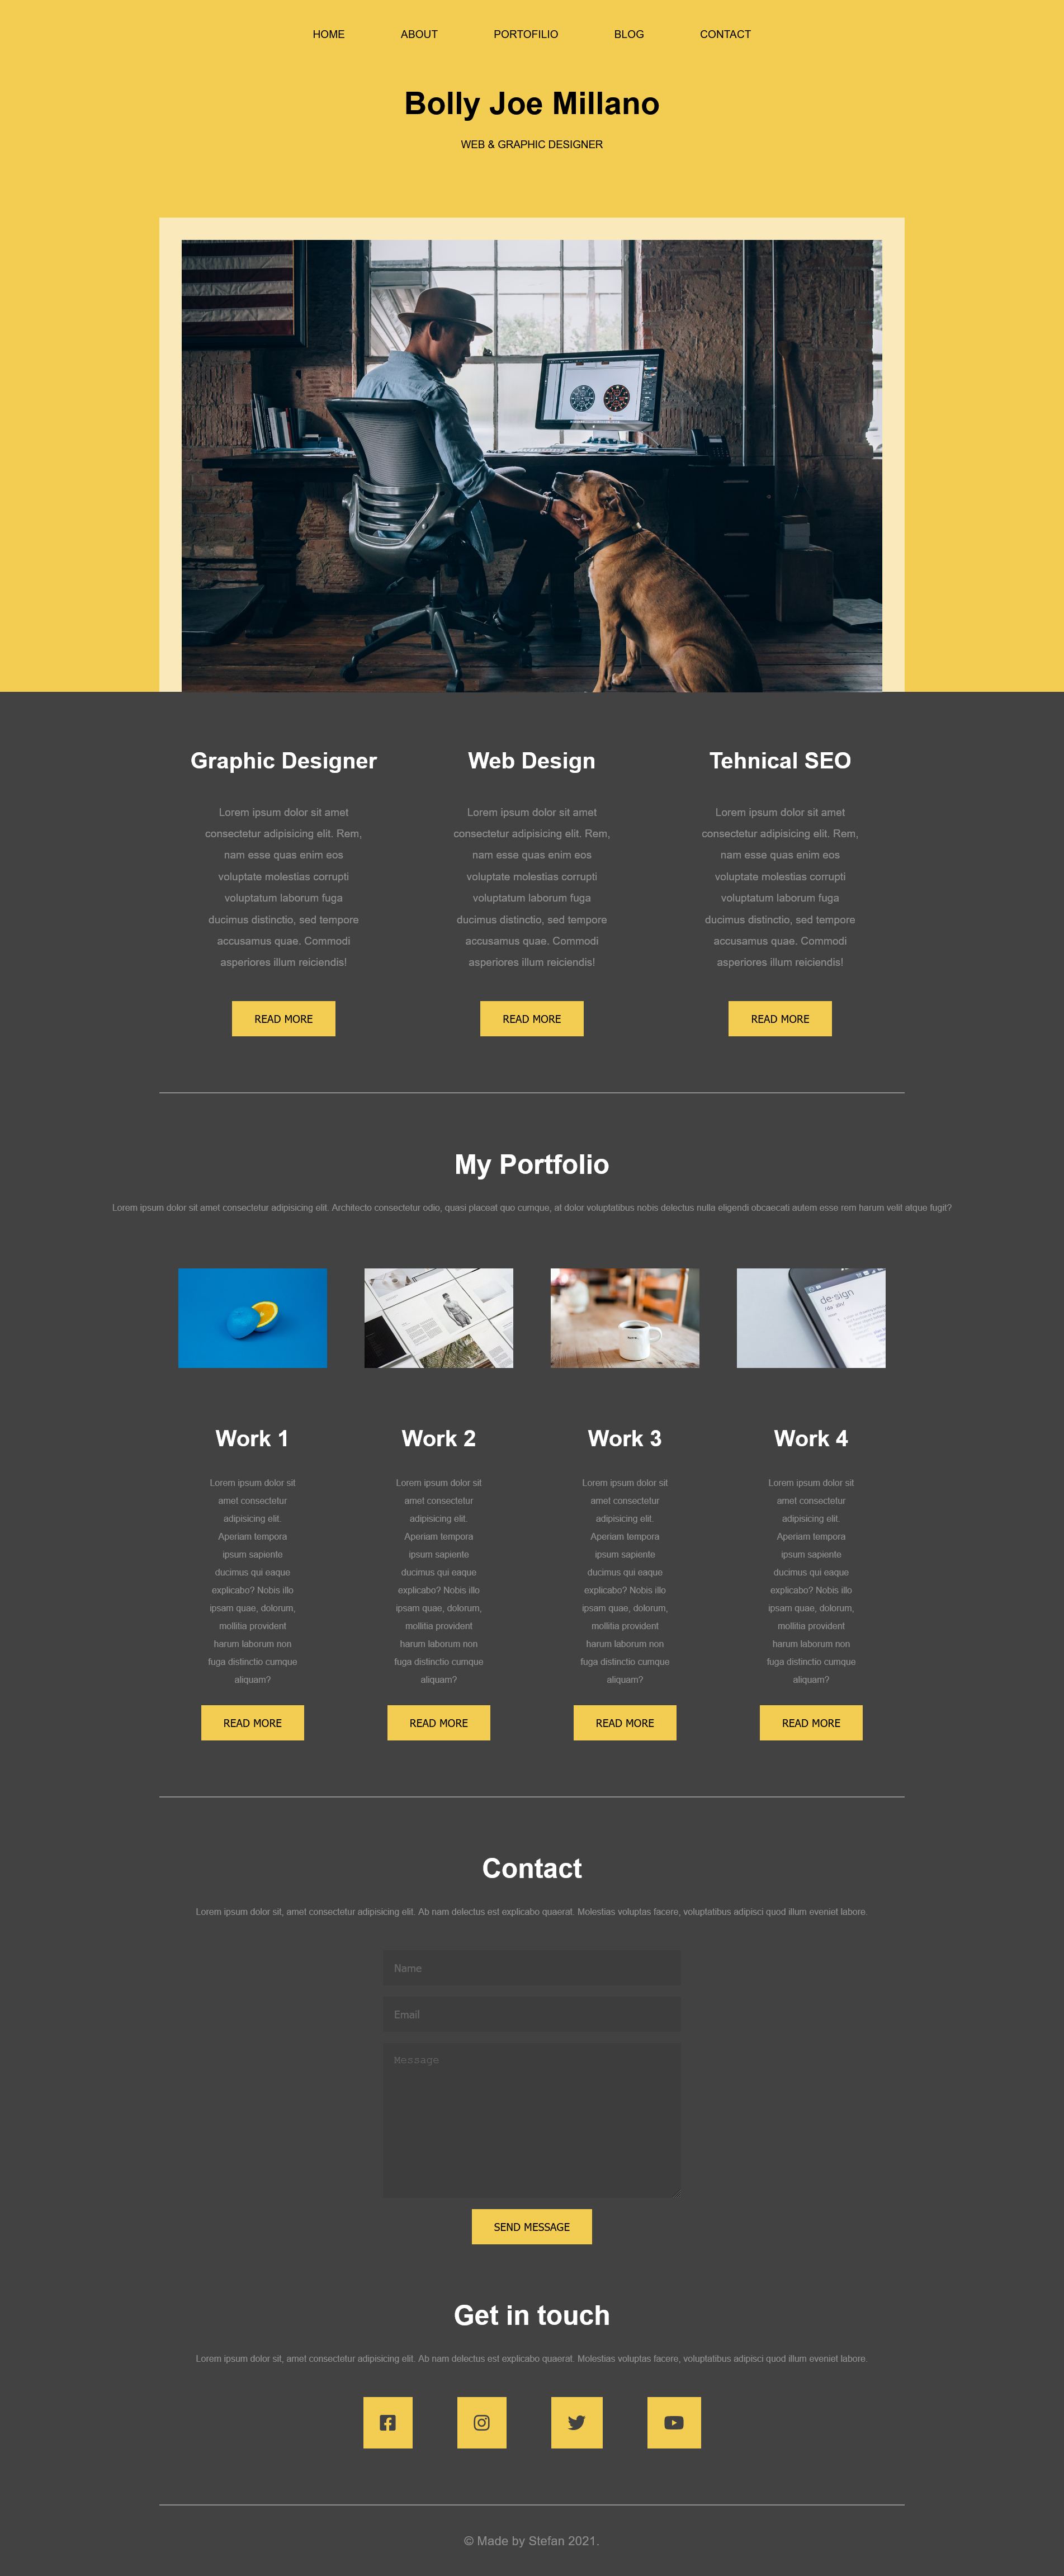 HOME ABOUT PORTOFILIO BLOG CONTACT
Bolly Joe Millano
WEB & GRAPHIC DESIGNER
Graphic Designer
Lorem ipsum dolor sit amet
consectetur adipisicing elit. Rem,
nam esse quas enim eos
voluptate molestias corrupti
voluptatum laborum fuga
ducimus distinctio, sed tempore
accusamus quae. Commodi
asperiores illum reiciendis!
READ MORE
Web Design
Lorem ipsum dolor sit amet
consectetur adipisicing elit. Rem,
nam esse quas enim eos
voluptate molestias corrupti
voluptatum laborum fuga
ducimus distinctio, sed tempore
accusamus quae. Commodi
asperiores illum reiciendis!
READ MORE
Tehnical SEO
Lorem ipsum dolor sit amet
consectetur adipisicing elit. Rem,
nam esse quas enim eos
voluptate molestias corrupti
voluptatum laborum fuga
ducimus distinctio, sed tempore
accusamus quae. Commodi
asperiores illum reiciendis!
READ MORE
My Portfolio
Lorem ipsum dolor sit amet consectetur adipisicing elit. Architecto consectetur odio, quasi placeat quo cumque, at dolor voluptatibus nobis delectus nulla eligendi obcaecati autem esse rem harum velit atque fugit?
de·sign
Work 1
Lorem ipsum dolor sit
amet consectetur
adipisicing elit.
Aperiam tempora
ipsum sapiente
ducimus qui eaque
explicabo? Nobis illo
ipsam quae, dolorum,
mollitia provident
harum laborum non
fuga distinctio cumque
aliquam?
READ MORE
Work 2
Lorem ipsum dolor sit
amet consectetur
adipisicing elit.
Aperiam tempora
ipsum sapiente
ducimus qui eaque
explicabo? Nobis illo
ipsam quae, dolorum,
mollitia provident
harum laborum non
fuga distinctio cumque
aliquam?
READ MORE
Work 3
Lorem ipsum dolor sit
amet consectetur
adipisicing elit.
Aperiam tempora
ipsum sapiente
ducimus qui eaque
explicabo? Nobis illo
ipsam quae, dolorum,
mollitia provident
harum laborum non
fuga distinctio cumque
aliquam?
READ MORE
Work 4
Lorem ipsum dolor sit
amet consectetur
adipisicing elit.
Aperiam tempora
ipsum sapiente
ducimus qui eaque
explicabo? Nobis illo
ipsam quae, dolorum,
mollitia provident
harum laborum non
fuga distinctio cumque
aliquam?
READ MORE
Contact
Lorem ipsum dolor sit, amet consectetur adipisicing elit. Ab nam delectus est explicabo quaerat. Molestias voluptas facere, voluptatibus adipisci quod illum eveniet labore.
Name
Email
Message
SEND MESSAGE
Get in touch
Lorem ipsum dolor sit, amet consectetur adipisicing elit. Ab nam delectus est explicabo quaerat. Molestias voluptas facere, voluptatibus adipisci quod illum eveniet labore.
© Made by Stefan 2021.